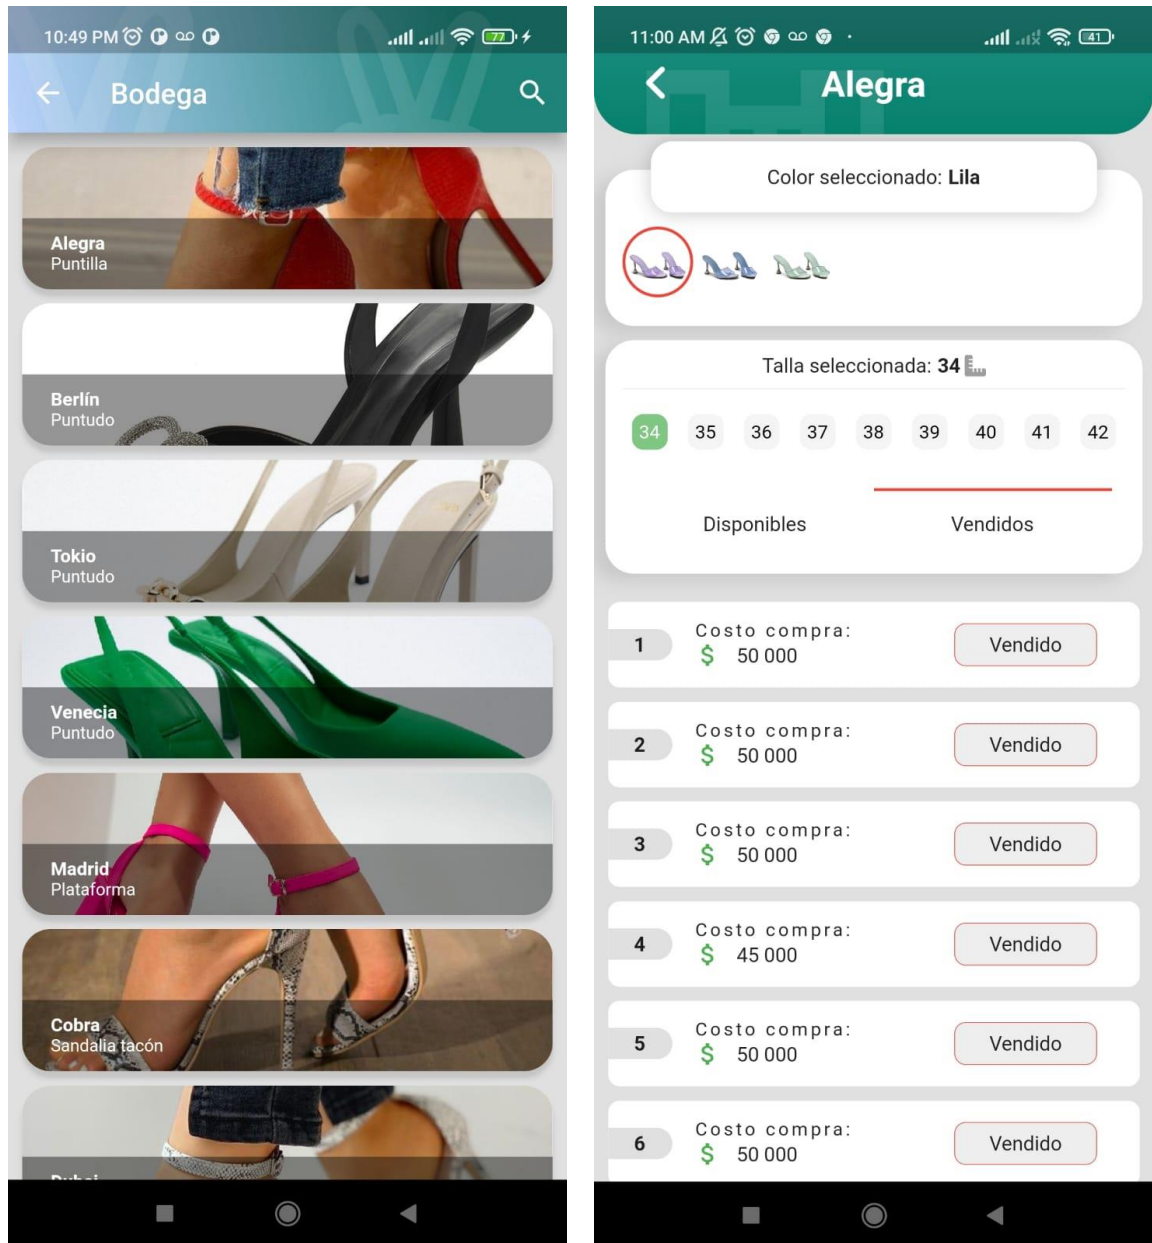 10:49 PM
77
Bodega
Alegra
Puntilla
Berlín
Puntudo
Tokio
Puntudo
Venecia
Puntudo
Madrid
Plataforma
Cobra
Sandalia tacón
11:00 AM
41
Alegra
Color seleccionado: Lila
Talla seleccionada: 34
34 35 36 37 38 39 40 41 42
Disponibles Vendidos
1 Costo compra:
$ 50 000 Vendido
2 Costo compra:
$ 50 000 Vendido
3 Costo compra:
$ 50 000 Vendido
4 Costo compra:
$ 45 000 Vendido
5 Costo compra:
$ 50 000 Vendido
6 Costo compra:
$ 50 000 Vendido